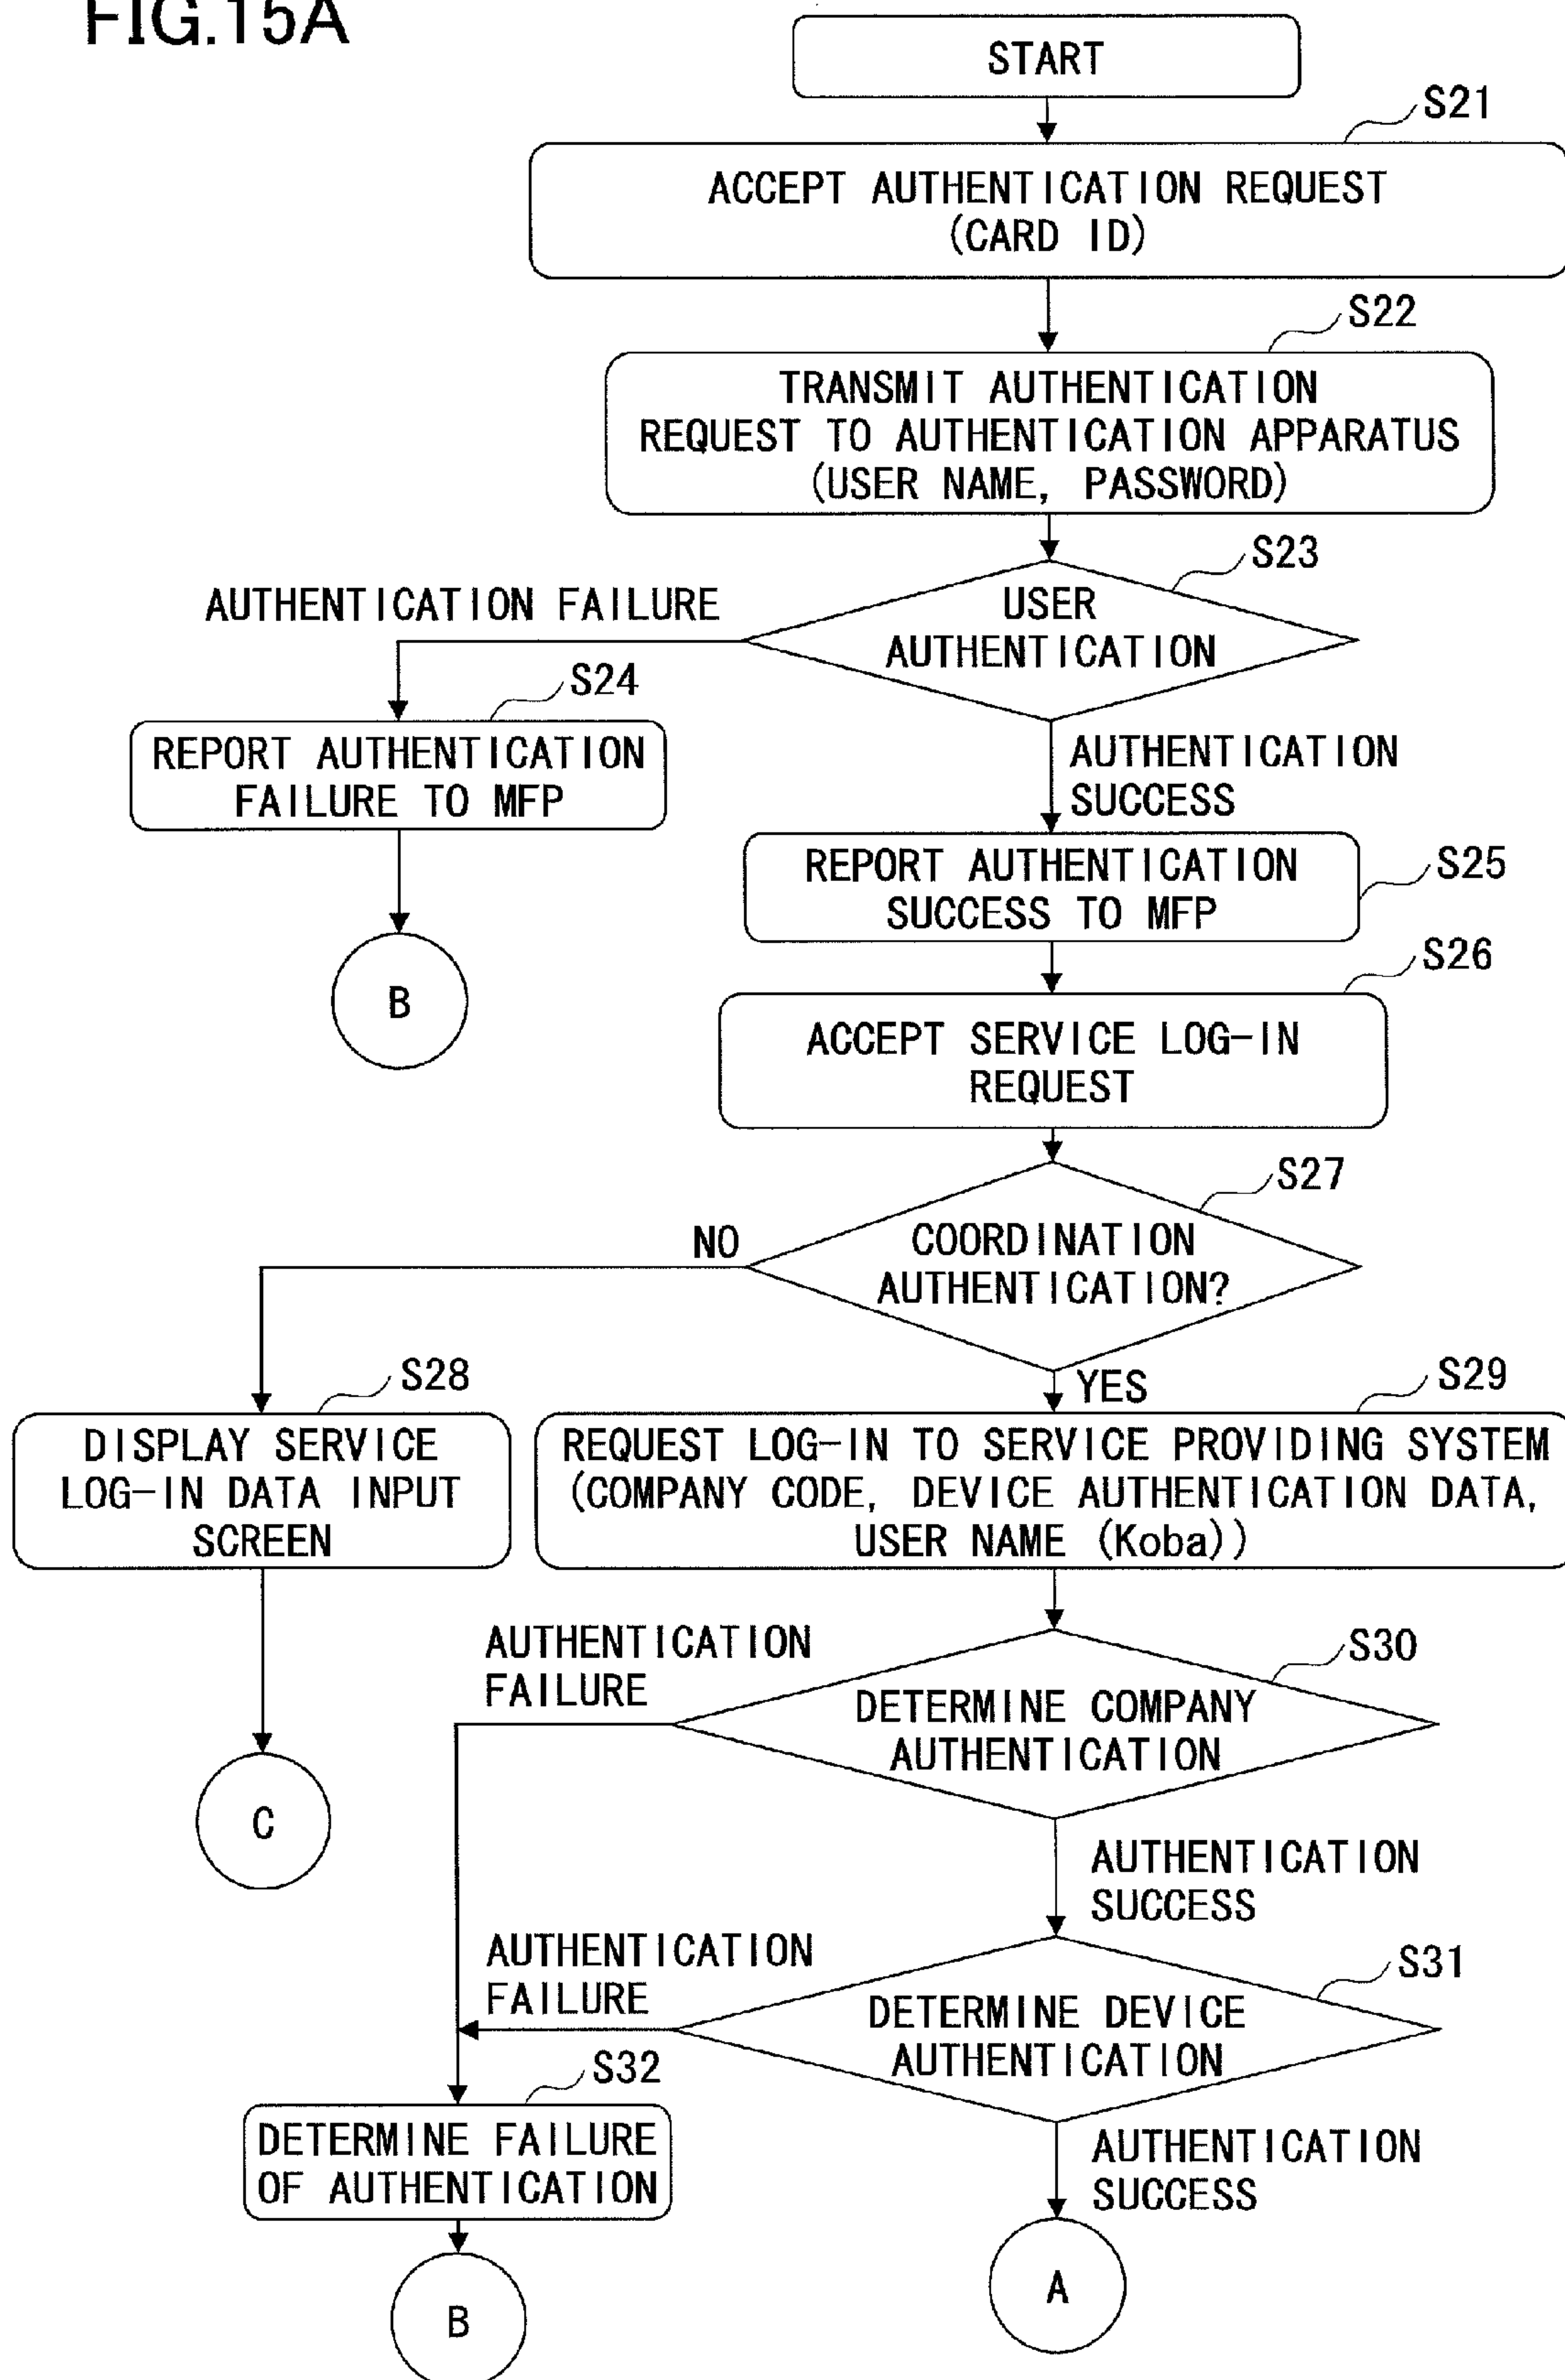 FIG.15A
START
S21
ACCEPT AUTHENTICATION REQUEST
(CARD ID)
S22
TRANSMIT AUTHENTICATION
REQUEST TO AUTHENTICATION APPARATUS
(USER NAME, PASSWORD)
S23
USER
AUTHENTICATION
AUTHENTICATION FAILURE
S24
REPORT AUTHENTICATION
FAILURE TO MFP
B
AUTHENTICATION
SUCCESS
REPORT AUTHENTICATION
SUCCESS TO MFP
S25
S26
ACCEPT SERVICE LOG-IN
REQUEST
S27
COORDINATION
AUTHENTICATION?
NO
S28
DISPLAY SERVICE
LOG-IN DATA INPUT
SCREEN
C
YES
S29
REQUEST LOG-IN TO SERVICE PROVIDING SYSTEM
(COMPANY CODE, DEVICE AUTHENTICATION DATA,
USER NAME (Koba))
AUTHENTICATION
FAILURE
S30
DETERMINE COMPANY
AUTHENTICATION
AUTHENTICATION
SUCCESS
AUTHENTICATION
FAILURE
S31
DETERMINE DEVICE
AUTHENTICATION
S32
DETERMINE FAILURE
OF AUTHENTICATION
B
AUTHENTICATION
SUCCESS
A